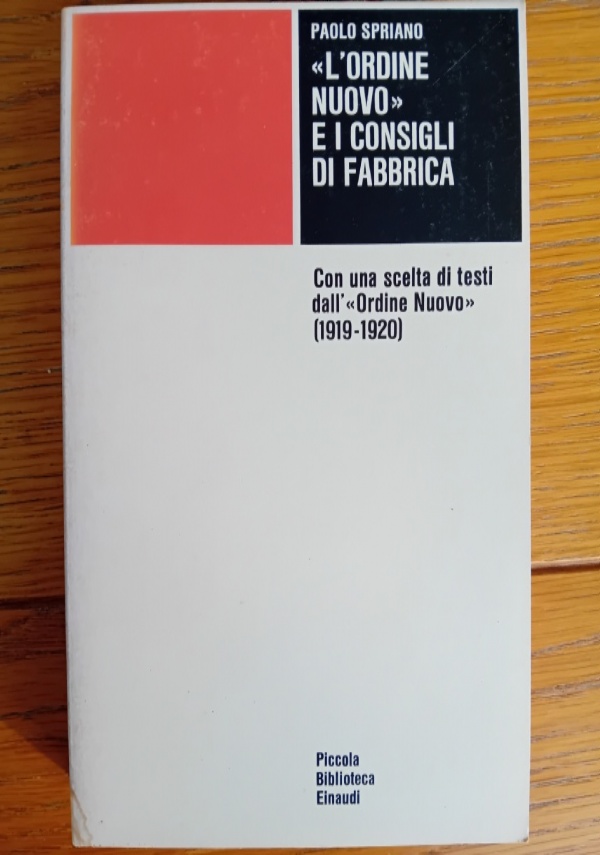 PAOLO SPRIANO
«L'ORDINE
NUOVO»
E I CONSIGLI
DI FABBRICA
Con una scelta di testi
dall'«Ordine Nuovo»
(1919-1920)
Piccola
Biblioteca
Einaudi